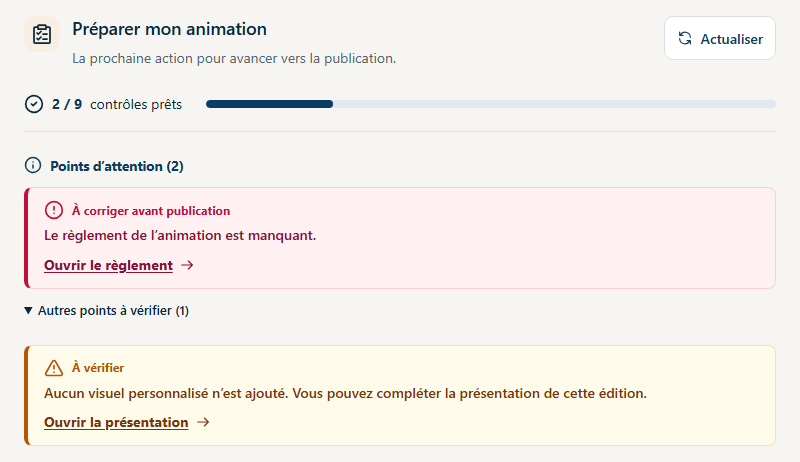 Préparer mon animation
La prochaine action pour avancer vers la publication.
Actualiser
2 / 9 contrôles prêts
Points d’attention (2)
À corriger avant publication
Le règlement de l’animation est manquant.
Ouvrir le règlement →
▼ Autres points à vérifier (1)
À vérifier
Aucun visuel personnalisé n’est ajouté. Vous pouvez compléter la présentation de cette édition.
Ouvrir la présentation →